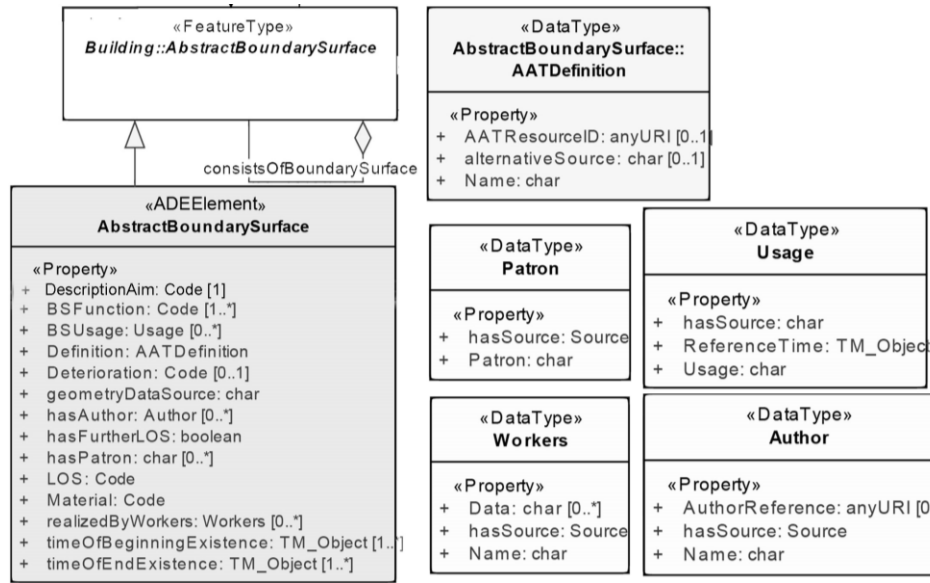 «FeatureType»
Building::AbstractBoundarySurface
consistsOfBoundarySurface
«ADEElement»
AbstractBoundarySurface
«Property»
+ DescriptionAim: Code [1]
+ BSFunction: Code [1..*]
+ BSUsage: Usage [0..*]
+ Definition: AATDefinition
+ Deterioration: Code [0..1]
+ geometryDataSource: char
+ hasAuthor: Author [0..*]
+ hasFurtherLOS: boolean
+ hasPatron: char [0..*]
+ LOS: Code
+ Material: Code
+ realizedByWorkers: Workers [0..*]
+ timeOfBeginningExistence: TM_Object [1..*]
+ timeOfEndExistence: TM_Object [1..*]
«DataType»
AbstractBoundarySurface::
AATDefinition
«Property»
+ AATResourceID: anyURI [0..1]
+ alternativeSource: char [0..1]
+ Name: char
«DataType»
Patron
«Property»
+ hasSource: Source
+ Patron: char
«DataType»
Usage
«Property»
+ hasSource: char
+ ReferenceTime: TM_Object
+ Usage: char
«DataType»
Workers
«Property»
+ Data: char [0..*]
+ hasSource: Source
+ Name: char
«DataType»
Author
«Property»
+ AuthorReference: anyURI [0
+ hasSource: Source
+ Name: char